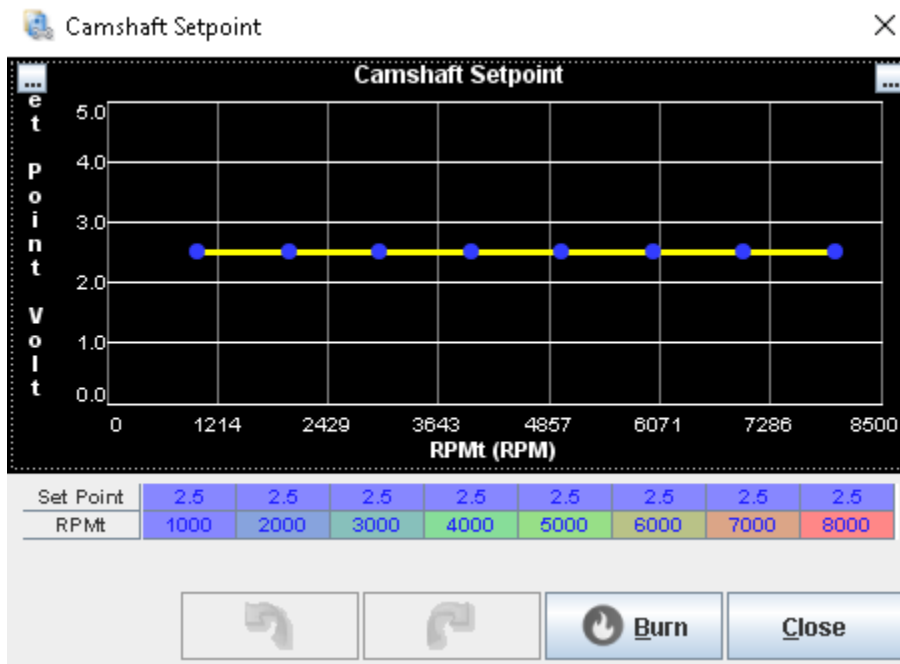 Camshaft Setpoint
Camshaft Setpoint
...
...
et Point Volt
5.0
4.0
3.0
2.0
1.0
0.0
0 1214 2429 3643 4857 6071 7286 8500
RPMt (RPM)
Set Point 2.5 2.5 2.5 2.5 2.5 2.5 2.5 2.5
RPMt 1000 2000 3000 4000 5000 6000 7000 8000
Burn Close